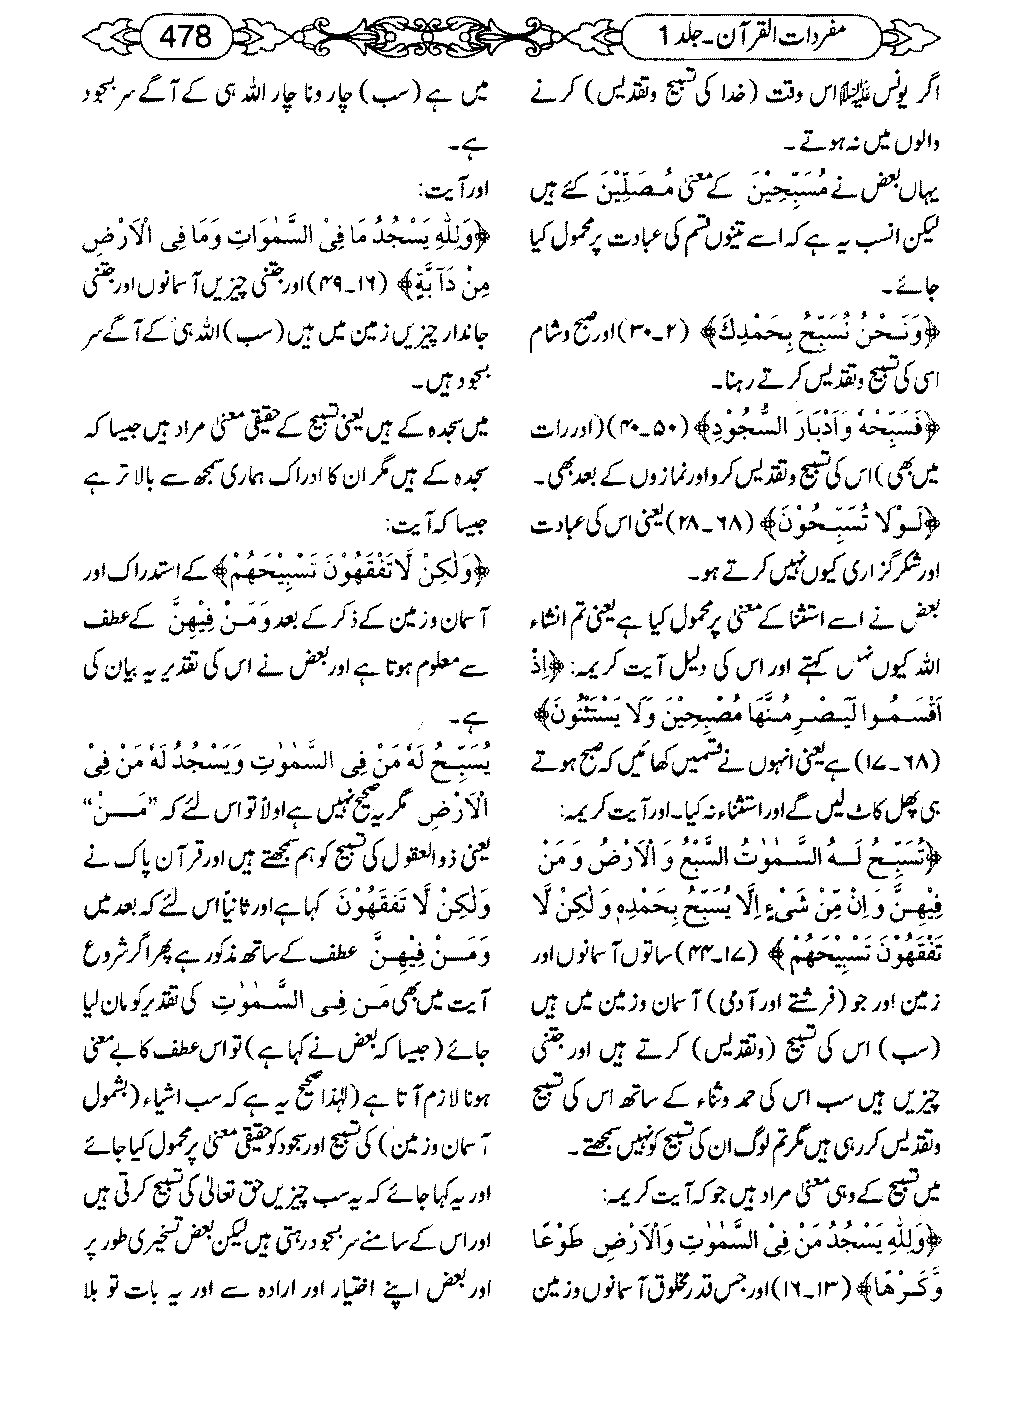 مفردات القرآن۔جلد 1
478
اگر یونس علیہ السلام اس وقت (خدا کی تسبیح وتقدیس) کرنے
والوں میں نہ ہوتے ۔
یہاں بعض نے مُسَبِّحِیْنَ کے معنیٰ مُصَلِّیْنَ کئے ہیں
لیکن انسب یہ ہے کہ اسے تینوں قسم کی عبادت پر محمول کیا
جائے ۔
﴿وَنَحْنُ نُسَبِّحُ بِحَمْدِكَ﴾ (۲۔۳۰) اور صبح وشام
اسی کی تسبیح وتقدیس کرتے رہنا۔
﴿فَسَبِّحْهُ وَاَدْبَارَ السُّجُوْدِ﴾ (۵۰۔۴۰) (اور رات
میں بھی) اس کی تسبیح وتقدیس کرو اور نمازوں کے بعد بھی۔
﴿لَوْلَا تُسَبِّحُوْنَ﴾ (۶۸۔۲۸) یعنی اس کی عبادت
اور شکر گزاری کیوں نہیں کرتے ہو۔
بعض نے اسے استثنا کے معنیٰ پر محمول کیا ہے یعنی تم انشاء
اللہ کیوں نہیں کہتے اور اس کی دلیل آیت کریمہ: ﴿اِذْ
اَقْسَمُوا لَيَصْرِمُنَّهَا مُصْبِحِيْنَ وَلَا يَسْتَثْنُوْنَ﴾
(۶۸۔۱۷) ہے یعنی انہوں نے قسمیں کھائیں کہ صبح ہوتے
ہی پھل کاٹ لیں گے اور استثناء نہ کیا۔ اور آیت کریمہ:
﴿تُسَبِّحُ لَهُ السَّمٰوٰتُ السَّبْعُ وَالْاَرْضُ وَمَنْ
فِيْهِنَّ وَاِنْ مِّنْ شَیْءٍ اِلَّا يُسَبِّحُ بِحَمْدِهٖ وَلٰكِنْ لَّا
تَفْقَهُوْنَ تَسْبِيْحَهُمْ﴾ (۱۷۔۴۴) ساتوں آسمانوں اور
زمین اور جو (فرشتے اور آدمی) آسمان وزمین میں ہیں
(سب) اس کی تسبیح (وتقدیس) کرتے ہیں اور جتنی
چیزیں ہیں سب اس کی حمد وثناء کے ساتھ اس کی تسبیح
وتقدیس کررہی ہیں مگر تم لوگ ان کی تسبیح کو نہیں سمجھتے۔
میں تسبیح کے وہی معنیٰ مراد ہیں جو کہ آیت کریمہ:
﴿وَلِلّٰهِ يَسْجُدُ مَنْ فِی السَّمٰوٰتِ وَالْاَرْضِ طَوْعًا
وَّكَرْهًا﴾ (۱۳۔۱۶) اور جس قدر مخلوق آسمانوں وزمین
میں ہے (سب) چار ونا چار اللہ ہی کے آگے سر بسجود
ہے۔
اور آیت:
﴿وَلِلّٰهِ يَسْجُدُ مَا فِی السَّمٰوَاتِ وَمَا فِی الْاَرْضِ
مِنْ دَآبَّةٍ﴾ (۱۶۔۴۹) اور جتنی چیزیں آسمانوں اور جتنی
جاندار چیزیں زمین میں ہیں (سب) اللہ ہی کے آگے سر
بسجود ہیں۔
میں سجدہ کے ہیں یعنی تسبیح کے حقیقی معنیٰ مراد ہیں جیسا کہ
سجدہ کے ہیں مگر ان کا ادراک ہماری سمجھ سے بالا تر ہے
جیسا کہ آیت:
﴿وَلٰكِنْ لَّا تَفْقَهُوْنَ تَسْبِيْحَهُمْ﴾ کے استدراک اور
آسمان وزمین کے ذکر کے بعد وَمَنْ فِيْهِنَّ کے عطف
سے معلوم ہوتا ہے اور بعض نے اس کی تقدیر یہ بیان کی
ہے۔
يُسَبِّحُ لَهُ مَنْ فِی السَّمٰوٰتِ وَيَسْجُدُ لَهُ مَنْ فِی
الْاَرْضِ مگر یہ صحیح نہیں ہے اولاً تو اس لئے کہ ”مَنْ“
یعنی ذوالعقول کی تسبیح کو ہم سمجھتے ہیں اور قرآن پاک نے
وَلٰكِنْ لَّا تَفْقَهُوْنَ کہا ہے اور ثانیاً اس لئے کہ بعد میں
وَمَنْ فِيْهِنَّ عطف کے ساتھ مذکور ہے پھر اگر شروع
آیت میں بھی مَنْ فِی السَّمٰوٰتِ کی تقدیر کو مان لیا
جائے (جیسا کہ بعض نے کہا ہے) تو اس عطف کا بے معنی
ہونا لازم آتا ہے (لہٰذا صحیح یہ ہے کہ سب اشیاء (بشمول
آسمان وزمین) کی تسبیح اور سجود کو حقیقی معنیٰ پر محمول کیا جائے
اور یہ کہا جائے کہ یہ سب چیزیں حق تعالیٰ کی تسبیح کرتی ہیں
اور اس کے سامنے سر بسجود رہتی ہیں لیکن بعض تسخیری طور پر
اور بعض اپنے اختیار اور ارادہ سے اور یہ بات تو بلا